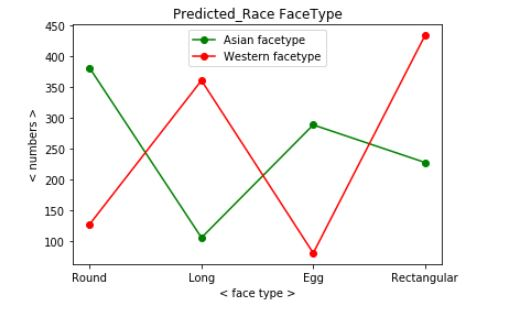 Predicted_Race FaceType
450
400
350
300
250
200
150
100
< numbers >
Asian facetype
Western facetype
Round Long Egg Rectangular
< face type >